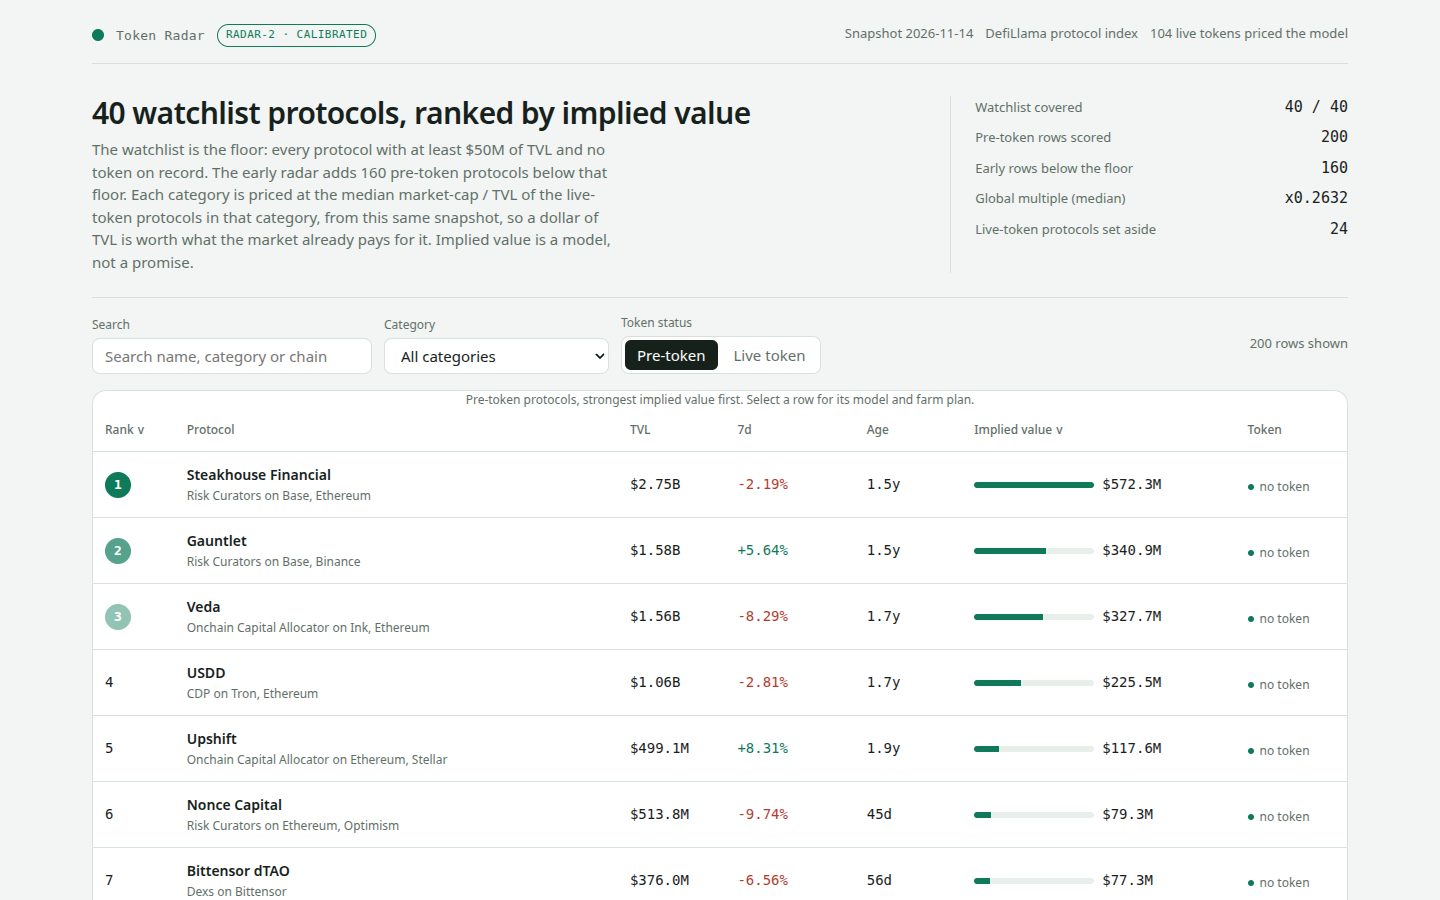 Token Radar
RADAR-2 · CALIBRATED
Snapshot 2026-11-14 DefiLlama protocol index 104 live tokens priced the model
40 watchlist protocols, ranked by implied value
The watchlist is the floor: every protocol with at least $50M of TVL and no
token on record. The early radar adds 160 pre-token protocols below that
floor. Each category is priced at the median market-cap / TVL of the live-
token protocols in that category, from this same snapshot, so a dollar of
TVL is worth what the market already pays for it. Implied value is a model,
not a promise.
Watchlist covered 40 / 40
Pre-token rows scored 200
Early rows below the floor 160
Global multiple (median) x0.2632
Live-token protocols set aside 24
Search
Search name, category or chain
Category
All categories
Token status
Pre-token Live token
200 rows shown
Pre-token protocols, strongest implied value first. Select a row for its model and farm plan.
Rank v Protocol TVL 7d Age Implied value v Token
1 Steakhouse Financial $2.75B -2.19% 1.5y $572.3M no token
Risk Curators on Base, Ethereum
2 Gauntlet $1.58B +5.64% 1.5y $340.9M no token
Risk Curators on Base, Binance
3 Veda $1.56B -8.29% 1.7y $327.7M no token
Onchain Capital Allocator on Ink, Ethereum
4 USDD $1.06B -2.81% 1.7y $225.5M no token
CDP on Tron, Ethereum
5 Upshift $499.1M +8.31% 1.9y $117.6M no token
Onchain Capital Allocator on Ethereum, Stellar
6 Nonce Capital $513.8M -9.74% 45d $79.3M no token
Risk Curators on Ethereum, Optimism
7 Bittensor dTAO $376.0M -6.56% 56d $77.3M no token
Dexs on Bittensor